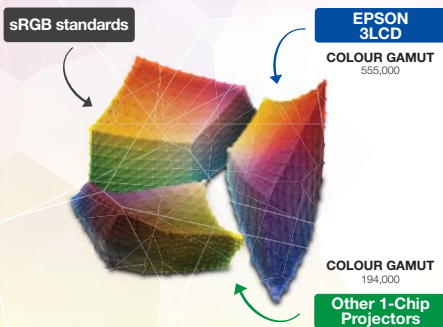 sRGB standards
EPSON
3LCD
COLOUR GAMUT
555,000
COLOUR GAMUT
194,000
Other 1-Chip
Projectors